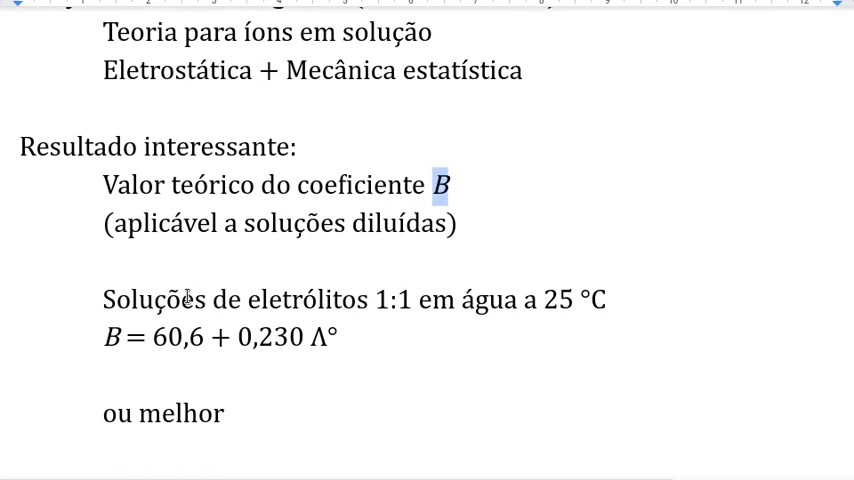 Teoria para íons em solução
Eletrostática + Mecânica estatística
Resultado interessante:
Valor teórico do coeficiente B
(aplicável a soluções diluídas)
Soluções de eletrólitos 1:1 em água a 25 °C
B = 60,6 + 0,230 Λ°
ou melhor